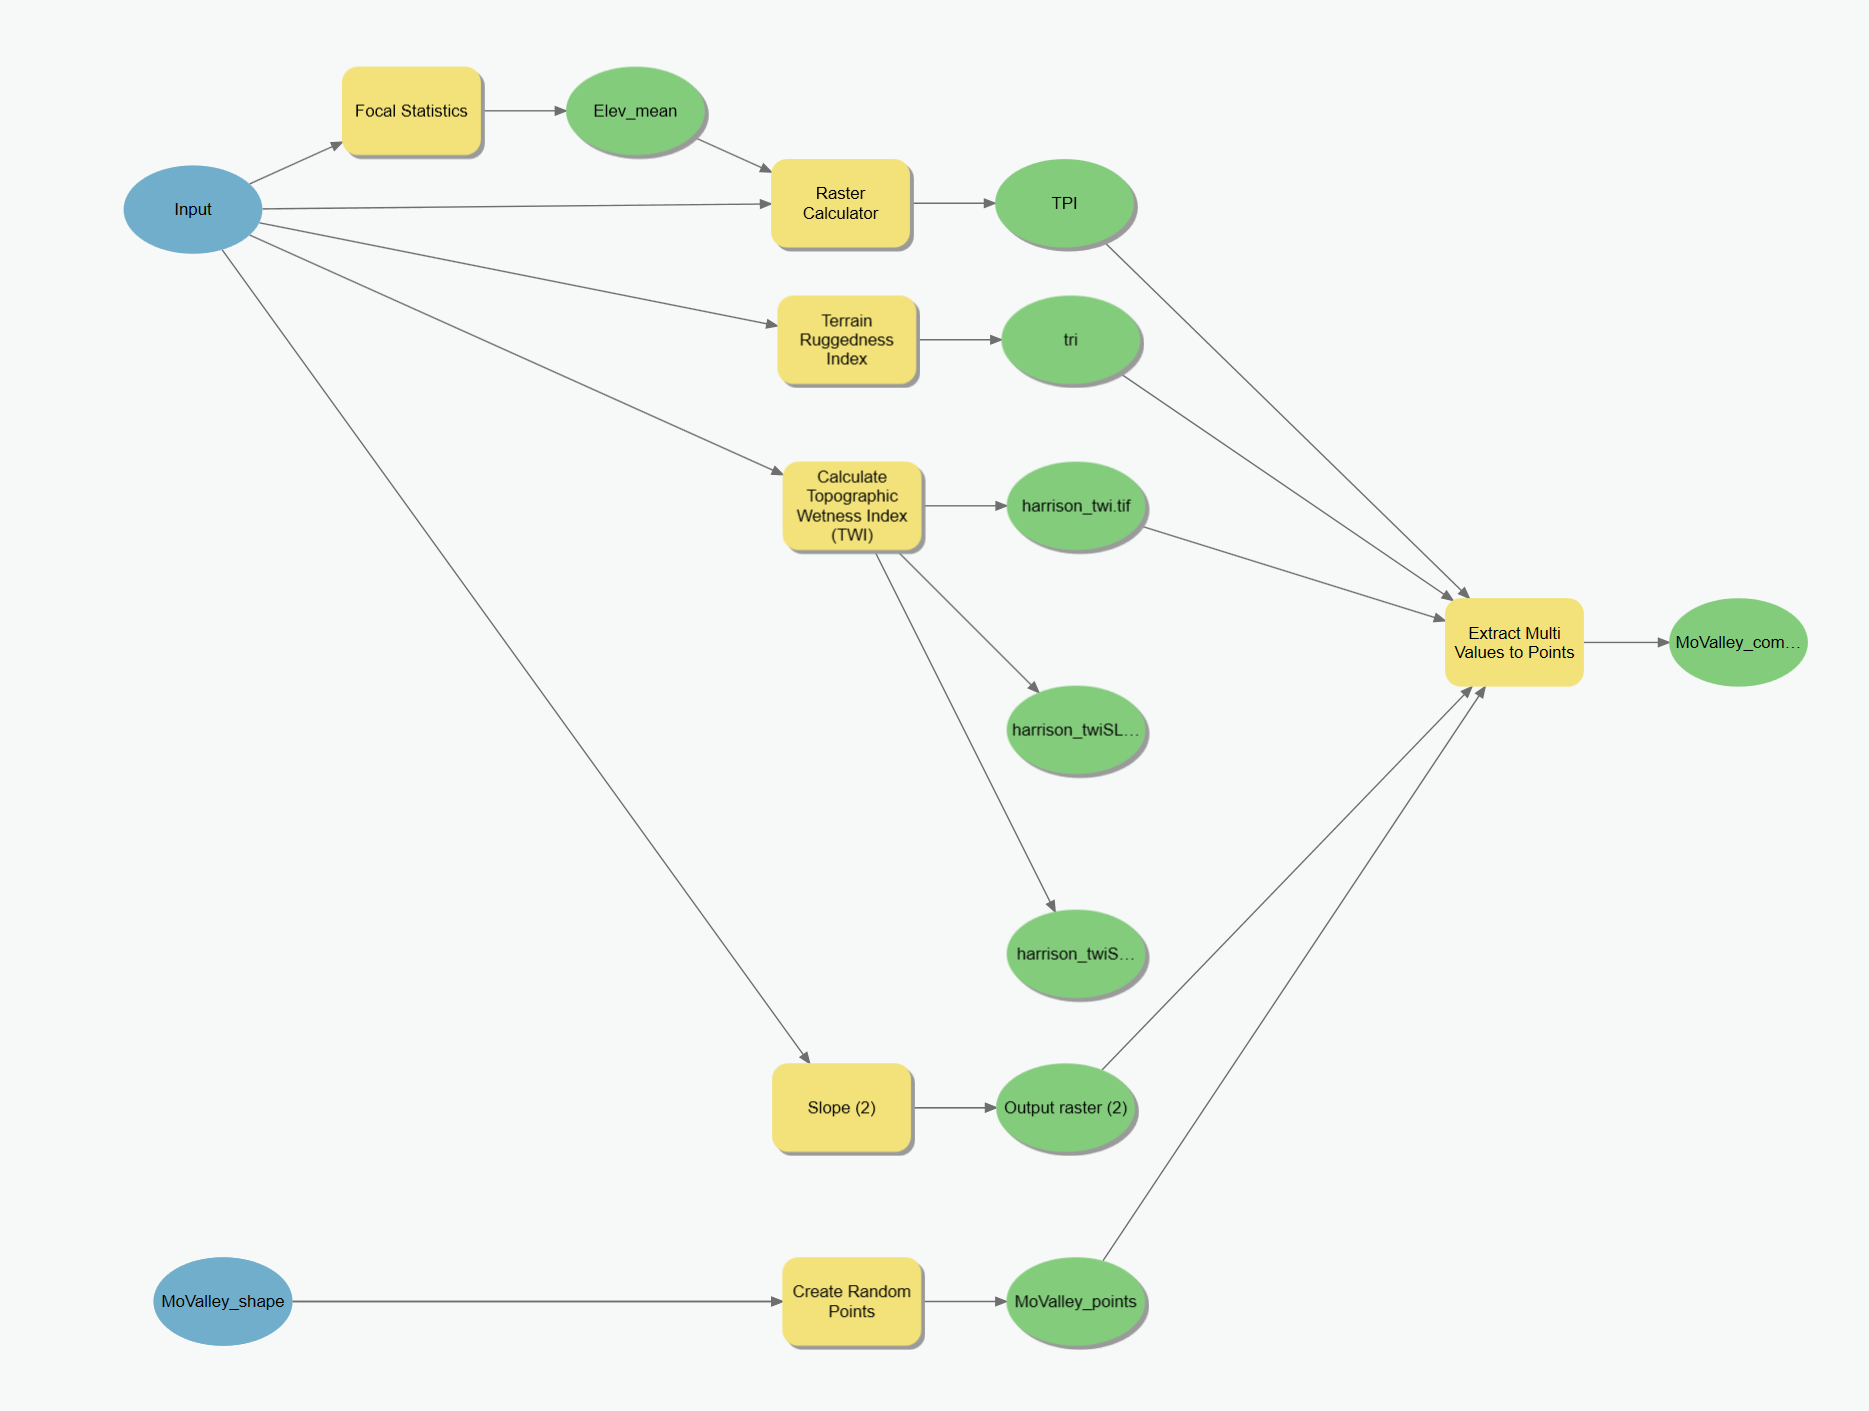 Focal Statistics
Elev_mean
Input
Raster
Calculator
TPI
Terrain
Ruggedness
Index
tri
Calculate
Topographic
Wetness Index
(TWI)
harrison_twi.tif
Extract Multi
Values to Points
MoValley_com...
harrison_twiSL...
harrison_twiS...
Slope (2)
Output raster (2)
MoValley_shape
Create Random
Points
MoValley_points